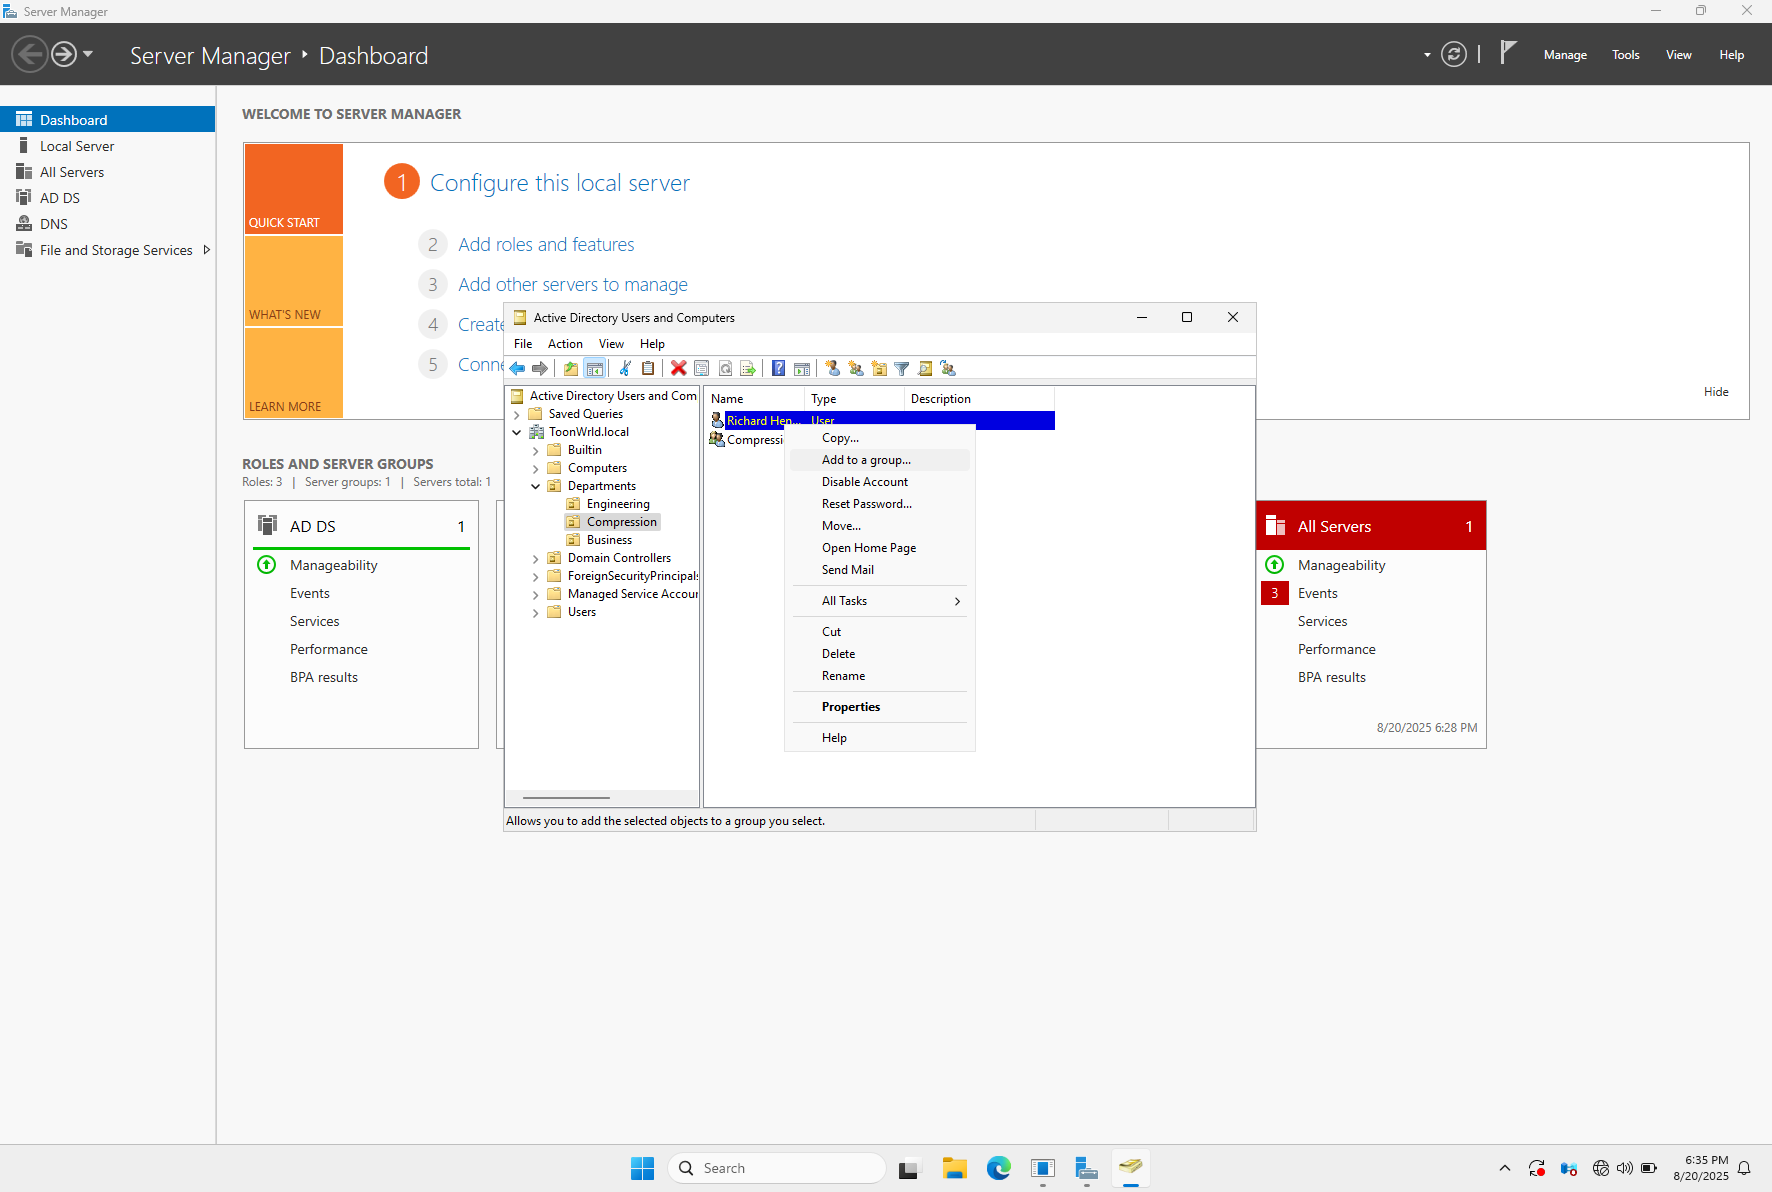 Server Manager
Server Manager ‣ Dashboard
Manage
Tools
View
Help
Dashboard
Local Server
All Servers
AD DS
DNS
File and Storage Services
WELCOME TO SERVER MANAGER
QUICK START
WHAT'S NEW
LEARN MORE
1 Configure this local server
2 Add roles and features
3 Add other servers to manage
4 Create
5 Conne
Hide
ROLES AND SERVER GROUPS
Roles: 3 | Server groups: 1 | Servers total: 1
AD DS 1
Manageability
Events
Services
Performance
BPA results
Active Directory Users and Computers
File Action View Help
Active Directory Users and Com
Saved Queries
ToonWrld.local
Builtin
Computers
Departments
Engineering
Compression
Business
Domain Controllers
ForeignSecurityPrincipals
Managed Service Accour
Users
Name Type Description
Richard Hen... User
Compressi
Copy...
Add to a group...
Disable Account
Reset Password...
Move...
Open Home Page
Send Mail
All Tasks
Cut
Delete
Rename
Properties
Help
Allows you to add the selected objects to a group you select.
All Servers 1
Manageability
3 Events
Services
Performance
BPA results
8/20/2025 6:28 PM
Search
6:35 PM
8/20/2025